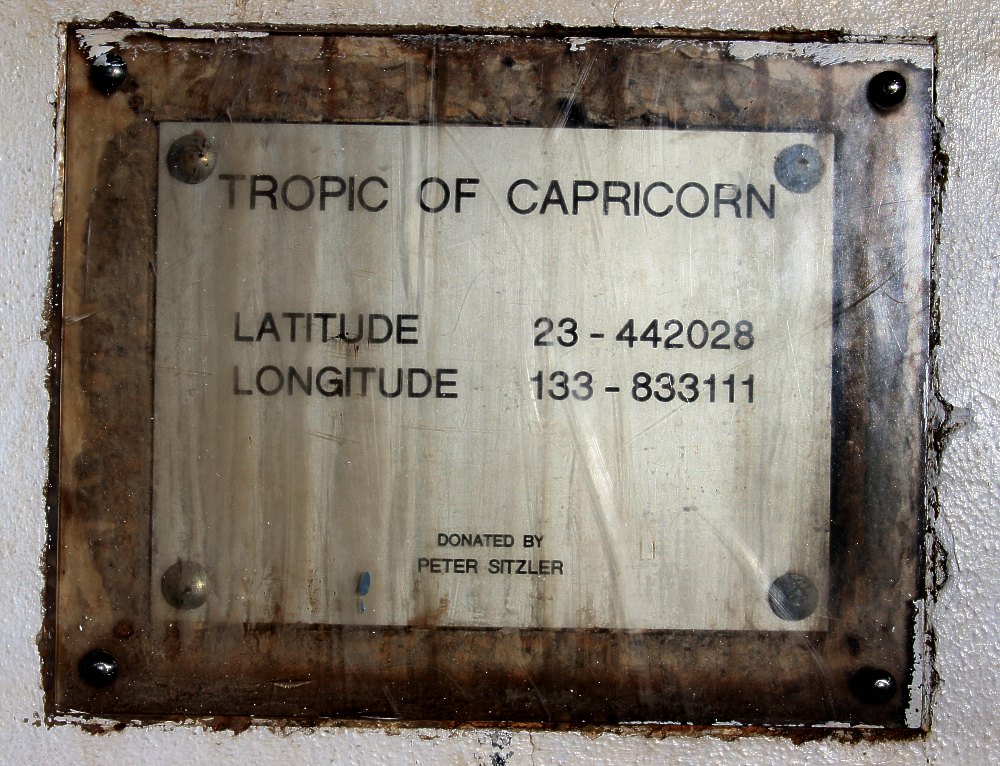 TROPIC OF CAPRICORN
LATITUDE 23-442028
LONGITUDE 133-833111
DONATED BY
PETER SITZLER